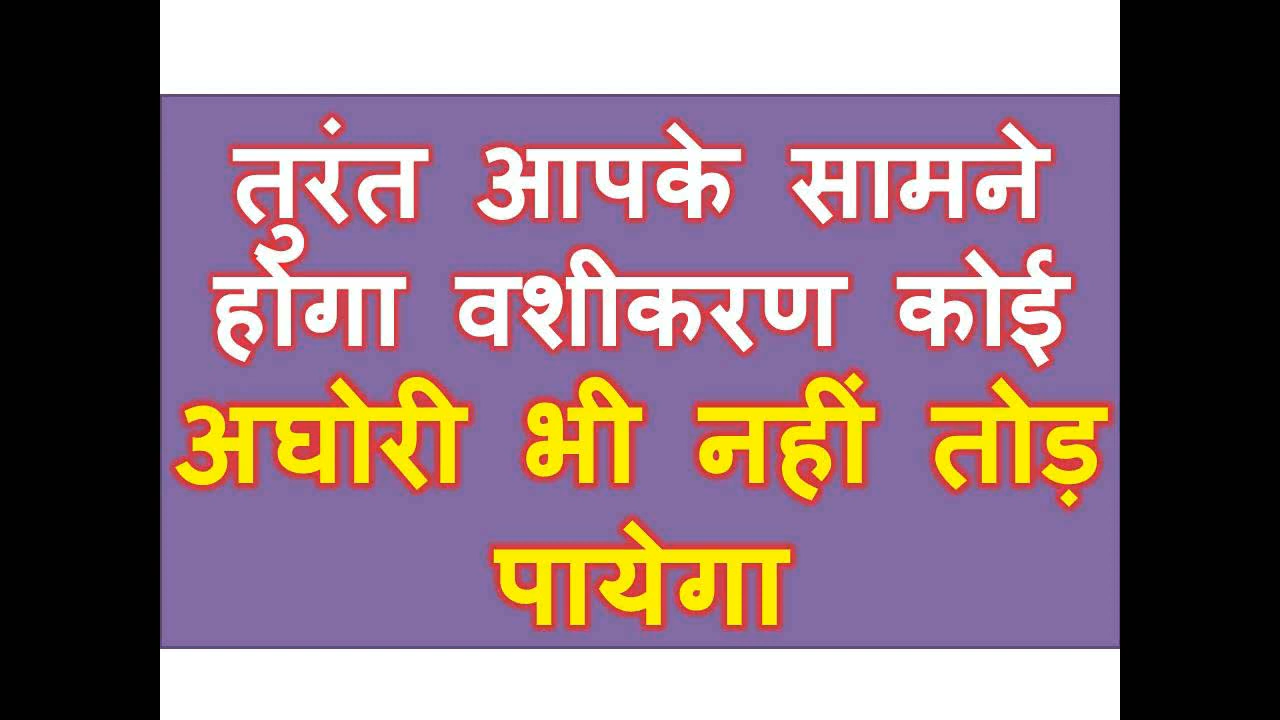 तुरंत आपके सामने
होगा वशीकरण कोई
अघोरी भी नहीं तोड़
पायेगा